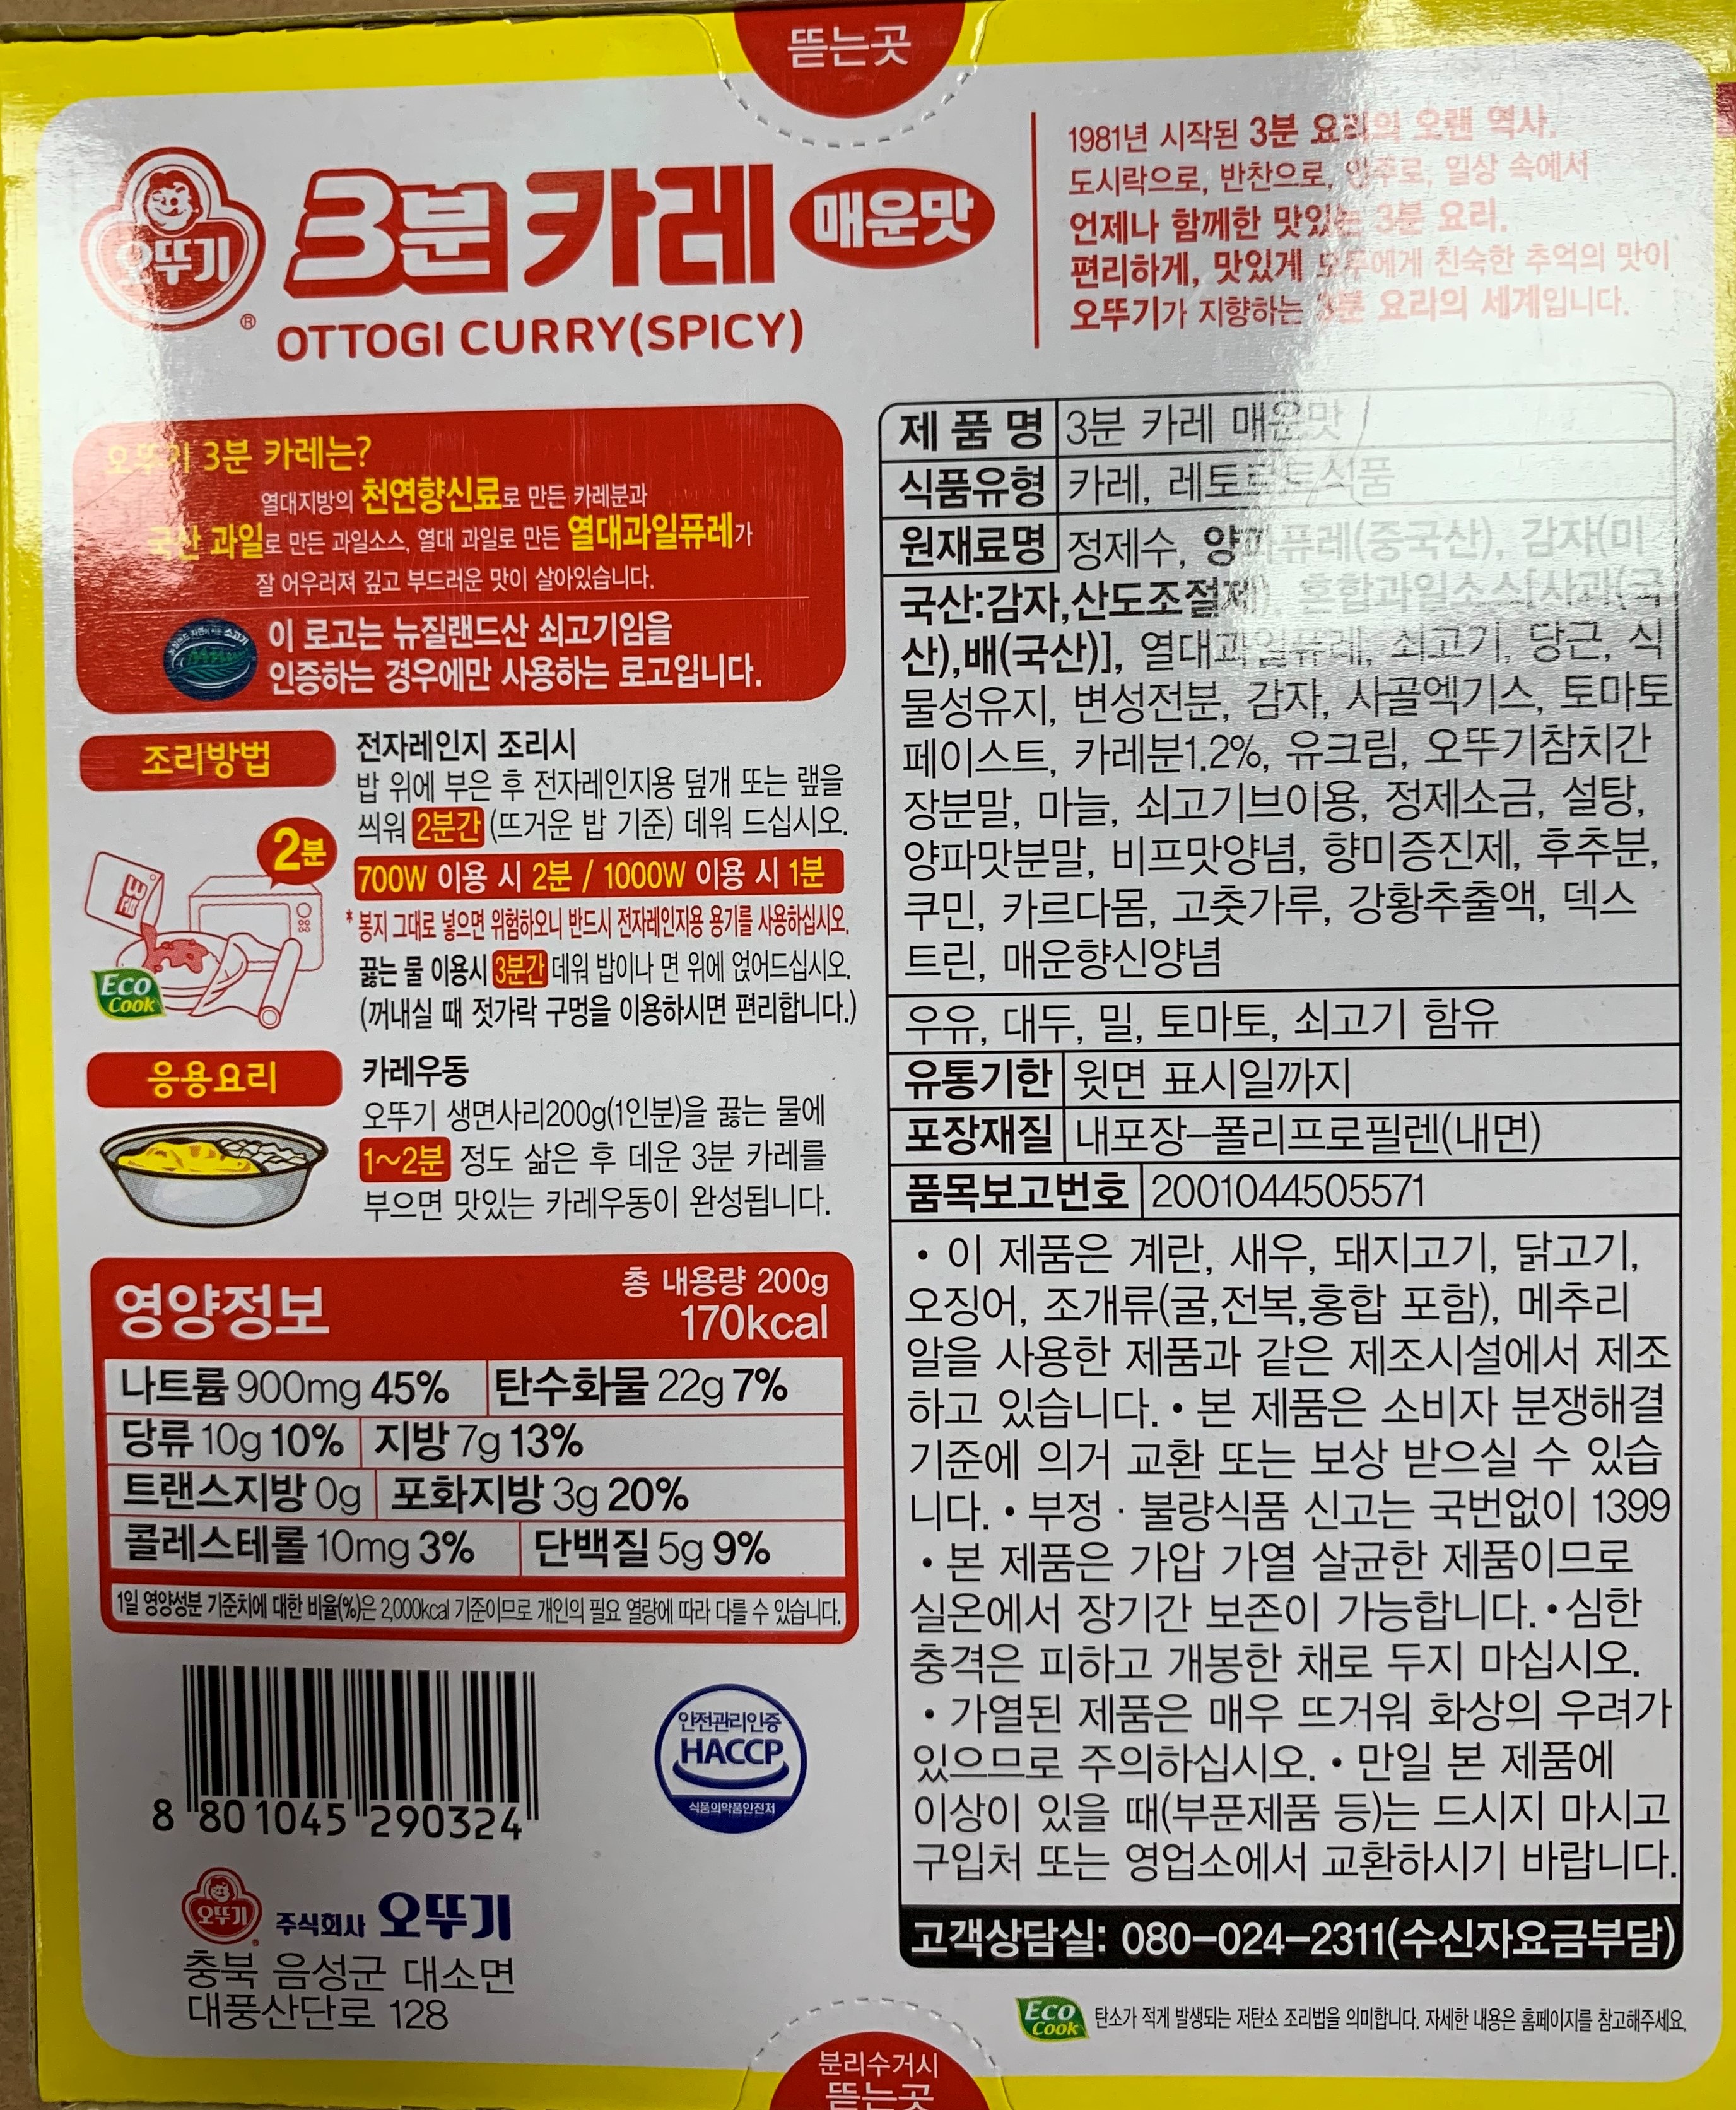 뜯는곳
오뚜기
®
3분 카레 매운맛
OTTOGI CURRY(SPICY)
1981년 시작된 3분 요리의 오랜 역사.
도시락으로, 반찬으로, 안주로, 일상 속에서
언제나 함께한 맛있는 3분 요리.
편리하게, 맛있게 모두에게 친숙한 추억의 맛이
오뚜기가 지향하는 3분 요리의 세계입니다.
오뚜기 3분 카레는?
열대지방의 천연향신료로 만든 카레분과
국산 과일로 만든 과일소스, 열대 과일로 만든 열대과일퓨레가
잘 어우러져 깊고 부드러운 맛이 살아있습니다.
이 로고는 뉴질랜드산 쇠고기임을
인증하는 경우에만 사용하는 로고입니다.
조리방법
전자레인지 조리시
밥 위에 부은 후 전자레인지용 덮개 또는 랲을
씌워 2분간 (뜨거운 밥 기준) 데워 드십시오.
2분
700W 이용 시 2분 / 1000W 이용 시 1분
* 봉지 그대로 넣으면 위험하오니 반드시 전자레인지용 용기를 사용하십시오.
끓는 물 이용시 3분간 데워 밥이나 면 위에 얹어드십시오.
(꺼내실 때 젓가락 구멍을 이용하시면 편리합니다.)
ECO
Cook
응용요리
카레우동
오뚜기 생면사리200g(1인분)을 끓는 물에
1~2분 정도 삶은 후 데운 3분 카레를
부으면 맛있는 카레우동이 완성됩니다.
영양정보
총 내용량 200g
170kcal
나트륨 900mg 45% 탄수화물 22g 7%
당류 10g 10% 지방 7g 13%
트랜스지방 0g 포화지방 3g 20%
콜레스테롤 10mg 3% 단백질 5g 9%
1일 영양성분 기준치에 대한 비율(%)은 2,000kcal 기준이므로 개인의 필요 열량에 따라 다를 수 있습니다.
8 801045 290324
안전관리인증
HACCP
식품의약품안전처
오뚜기
주식회사 오뚜기
충북 음성군 대소면
대풍산단로 128
제 품 명 3분 카레 매운맛
식품유형 카레, 레토르트식품
원재료명 정제수, 양파퓨레(중국산), 감자(미
국산:감자,산도조절제), 혼합과일소스[사과(국
산),배(국산)], 열대과일퓨레, 쇠고기, 당근, 식
물성유지, 변성전분, 감자, 사골엑기스, 토마토
페이스트, 카레분1.2%, 유크림, 오뚜기참치간
장분말, 마늘, 쇠고기브이용, 정제소금, 설탕,
양파맛분말, 비프맛양념, 향미증진제, 후추분,
쿠민, 카르다몸, 고춧가루, 강황추출액, 덱스
트린, 매운향신양념
우유, 대두, 밀, 토마토, 쇠고기 함유
유통기한 윗면 표시일까지
포장재질 내포장–폴리프로필렌(내면)
품목보고번호 2001044505571
• 이 제품은 계란, 새우, 돼지고기, 닭고기,
오징어, 조개류(굴,전복,홍합 포함), 메추리
알을 사용한 제품과 같은 제조시설에서 제조
하고 있습니다. • 본 제품은 소비자 분쟁해결
기준에 의거 교환 또는 보상 받으실 수 있습
니다. • 부정 · 불량식품 신고는 국번없이 1399
• 본 제품은 가압 가열 살균한 제품이므로
실온에서 장기간 보존이 가능합니다. • 심한
충격은 피하고 개봉한 채로 두지 마십시오.
• 가열된 제품은 매우 뜨거워 화상의 우려가
있으므로 주의하십시오. • 만일 본 제품에
이상이 있을 때(부푼제품 등)는 드시지 마시고
구입처 또는 영업소에서 교환하시기 바랍니다.
고객상담실: 080–024–2311(수신자요금부담)
ECO
Cook
탄소가 적게 발생되는 저탄소 조리법을 의미합니다. 자세한 내용은 홈페이지를 참고해주세요.
분리수거시
뜯는곳